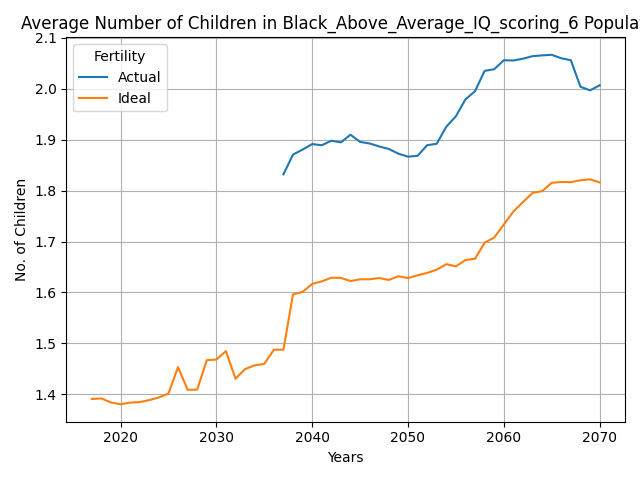 Average Number of Children in Black_Above_Average_IQ_scoring_6 Popula
2.1
2.0
1.9
1.8
1.7
1.6
1.5
1.4
No. of Children
Fertility
Actual
Ideal
2020 2030 2040 2050 2060 2070
Years